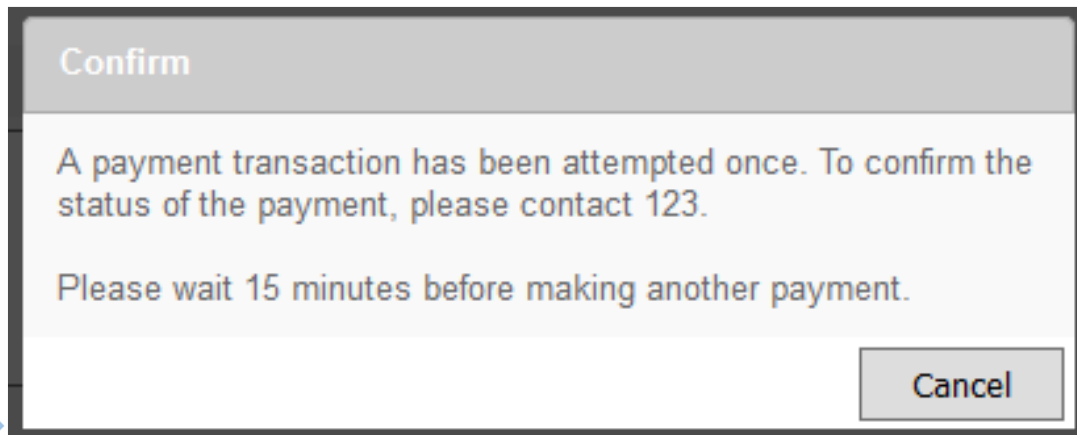 Confirm
A payment transaction has been attempted once. To confirm the
status of the payment, please contact 123.
Please wait 15 minutes before making another payment.
Cancel